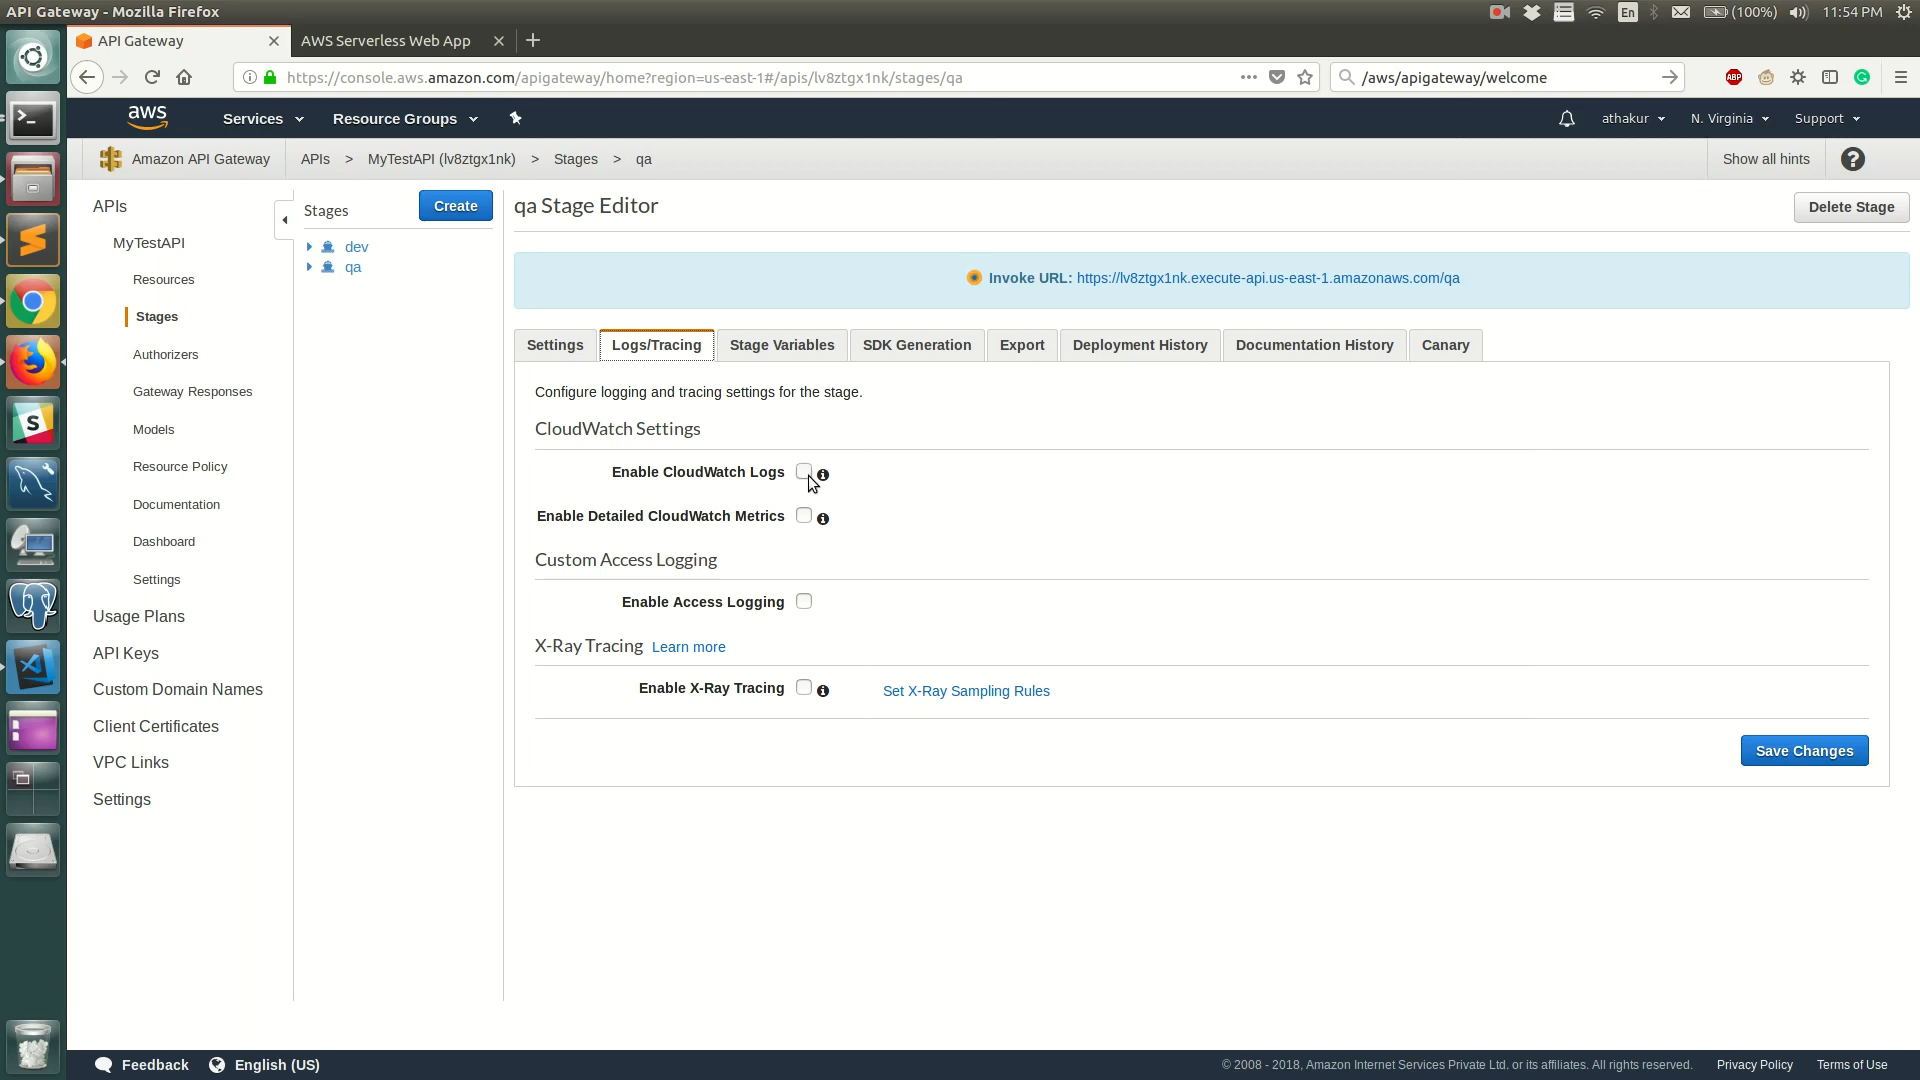 API Gateway - Mozilla Firefox
En
(100%)
11:54 PM
API Gateway
AWS Serverless Web App
https://console.aws.amazon.com/apigateway/home?region=us-east-1#/apis/lv8ztgx1nk/stages/qa
/aws/apigateway/welcome
ABP
aws
Services
Resource Groups
athakur
N. Virginia
Support
Amazon API Gateway
APIs > MyTestAPI (lv8ztgx1nk) > Stages > qa
Show all hints
?
APIs
MyTestAPI
Resources
Stages
Authorizers
Gateway Responses
Models
Resource Policy
Documentation
Dashboard
Settings
Usage Plans
API Keys
Custom Domain Names
Client Certificates
VPC Links
Settings
Stages
Create
dev
qa
qa Stage Editor
Delete Stage
Invoke URL: https://lv8ztgx1nk.execute-api.us-east-1.amazonaws.com/qa
Settings
Logs/Tracing
Stage Variables
SDK Generation
Export
Deployment History
Documentation History
Canary
Configure logging and tracing settings for the stage.
CloudWatch Settings
Enable CloudWatch Logs
Enable Detailed CloudWatch Metrics
Custom Access Logging
Enable Access Logging
X-Ray Tracing Learn more
Enable X-Ray Tracing
Set X-Ray Sampling Rules
Save Changes
Feedback
English (US)
© 2008 - 2018, Amazon Internet Services Private Ltd. or its affiliates. All rights reserved.
Privacy Policy
Terms of Use